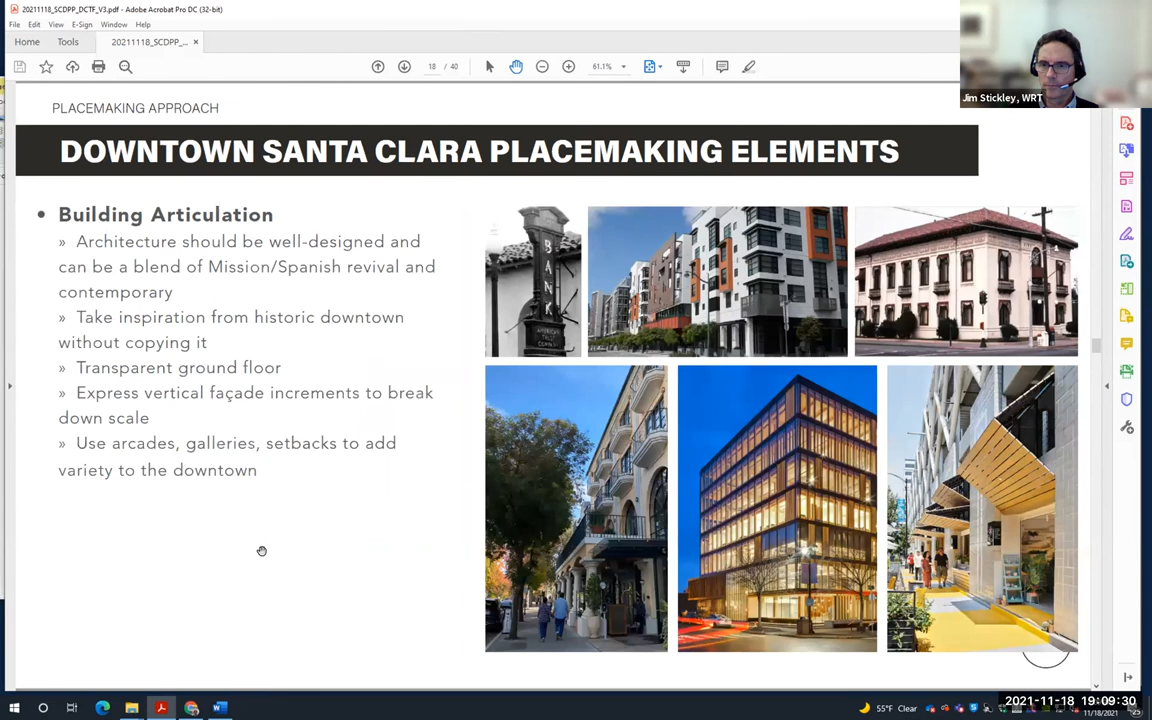 20211118_SCDPP_DCTF_V3.pdf - Adobe Acrobat Pro DC (32-bit)
File Edit View E-Sign Window Help
Home Tools 20211118_SCDPP_... ×
18 / 40 61.1%
Jim Stickley, WRT
PLACEMAKING APPROACH
DOWNTOWN SANTA CLARA PLACEMAKING ELEMENTS
• Building Articulation
» Architecture should be well-designed and
can be a blend of Mission/Spanish revival and
contemporary
» Take inspiration from historic downtown
without copying it
» Transparent ground floor
» Express vertical façade increments to break
down scale
» Use arcades, galleries, setbacks to add
variety to the downtown
BANK
55°F Clear
2021-11-18 19:09:30
11/18/2021